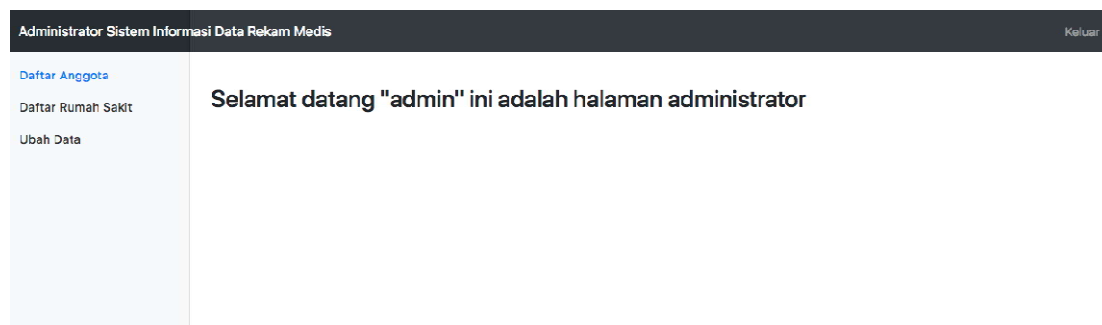 Administrator Sistem Informasi Data Rekam Medis
Keluar
Daftar Anggota
Daftar Rumah Sakit
Ubah Data
Selamat datang "admin" ini adalah halaman administrator